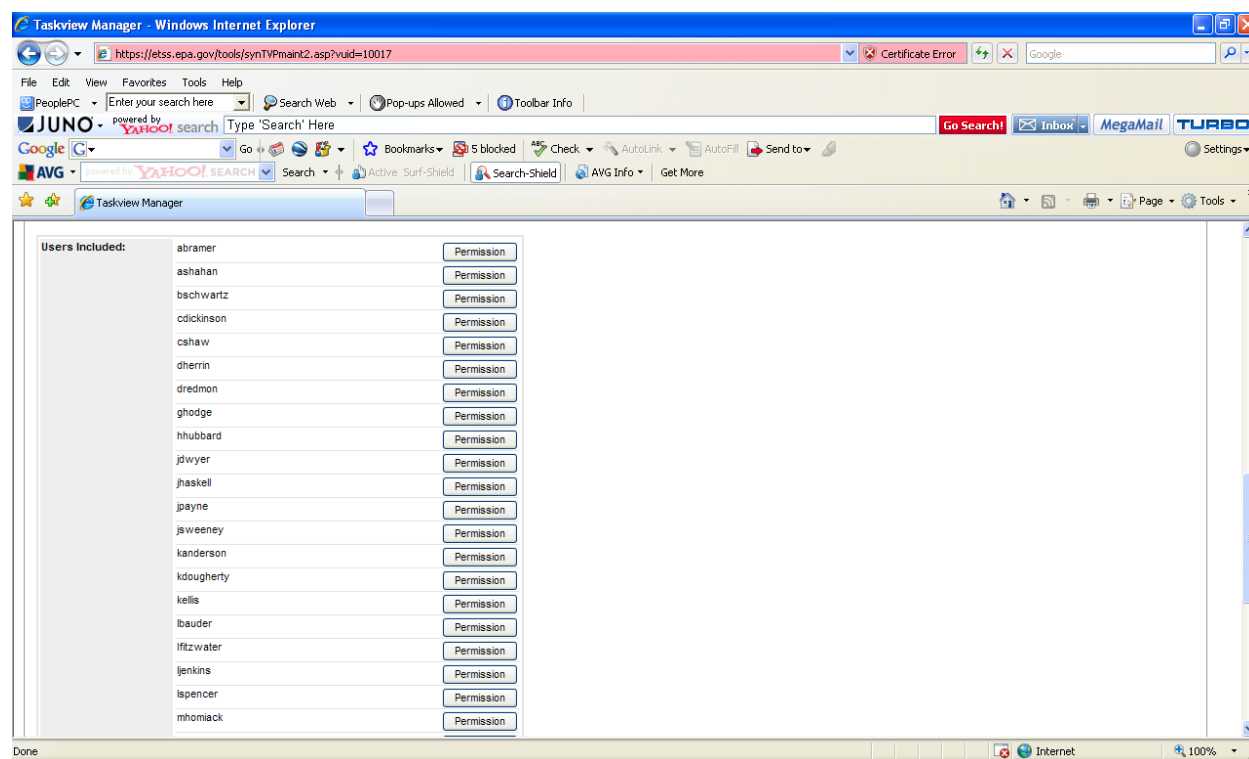 Taskview Manager - Windows Internet Explorer
https://etss.epa.gov/tools/synTVPmaint2.asp?vuid=10017 Certificate Error Google
File Edit View Favorites Tools Help
PeoplePC Enter your search here Search Web Pop-ups Allowed Toolbar Info
JUNO powered by YAHOO! search Type 'Search' Here Go Search! Inbox MegaMail TURBO
Google G Go Bookmarks 5 blocked ABC Check AutoLink AutoFill Send to Settings
AVG powered by YAHOO! SEARCH Search Active Surf-Shield Search-Shield AVG Info Get More
Taskview Manager Page Tools
Users Included: abramer Permission
ashahan Permission
bschwartz Permission
cdickinson Permission
cshaw Permission
dherrin Permission
dredmon Permission
ghodge Permission
hhubbard Permission
jdwyer Permission
jhaskell Permission
jpayne Permission
jsweeney Permission
kanderson Permission
kdougherty Permission
kellis Permission
lbauder Permission
lfitzwater Permission
ljenkins Permission
lspencer Permission
mhomiack Permission
Done Internet 100%